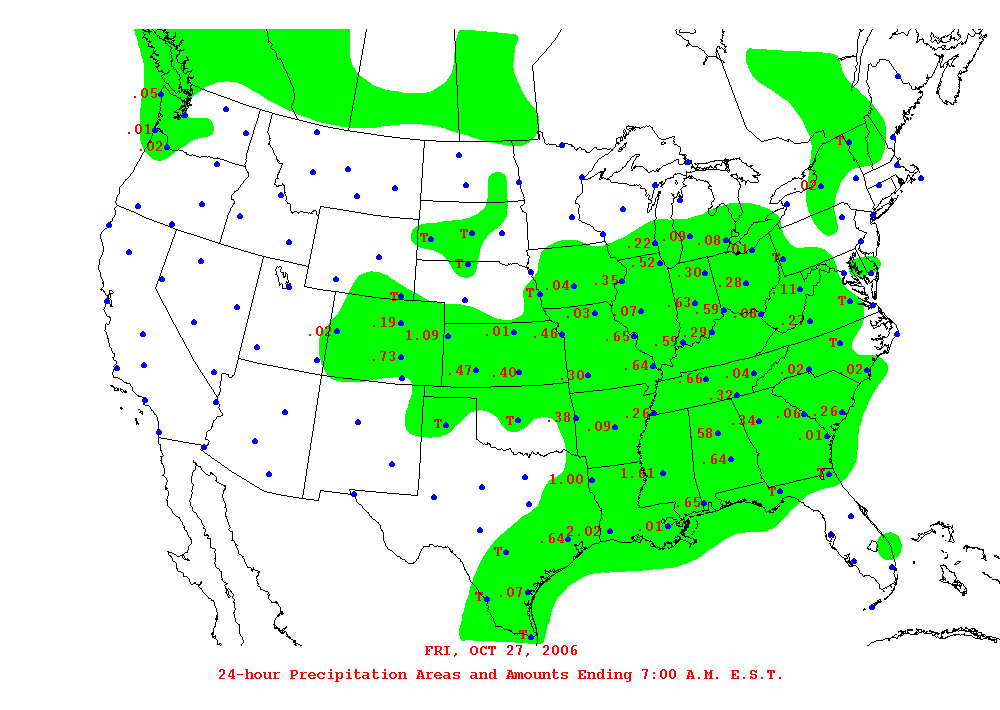 .05
.01
.02
T
.02
.22 .09 .08
.01
T
T
T
.52
T
.30
.35
.28
.04
T
.11
T
.63
.59
.03
.07
.06
.19
.27
.02
1.09
.01
.46
.65
.59
.29
T
.73
.64
.47
.40
.30
.66
.04
.02
.02
.32
.38
.26
.34
.06
.26
T
T
.09
.58
.01
.64
1.00
1.61
T
T
.65
.64
2.02
.01
T
.07
T
T
FRI, OCT 27, 2006
24-hour Precipitation Areas and Amounts Ending 7:00 A.M. E.S.T.